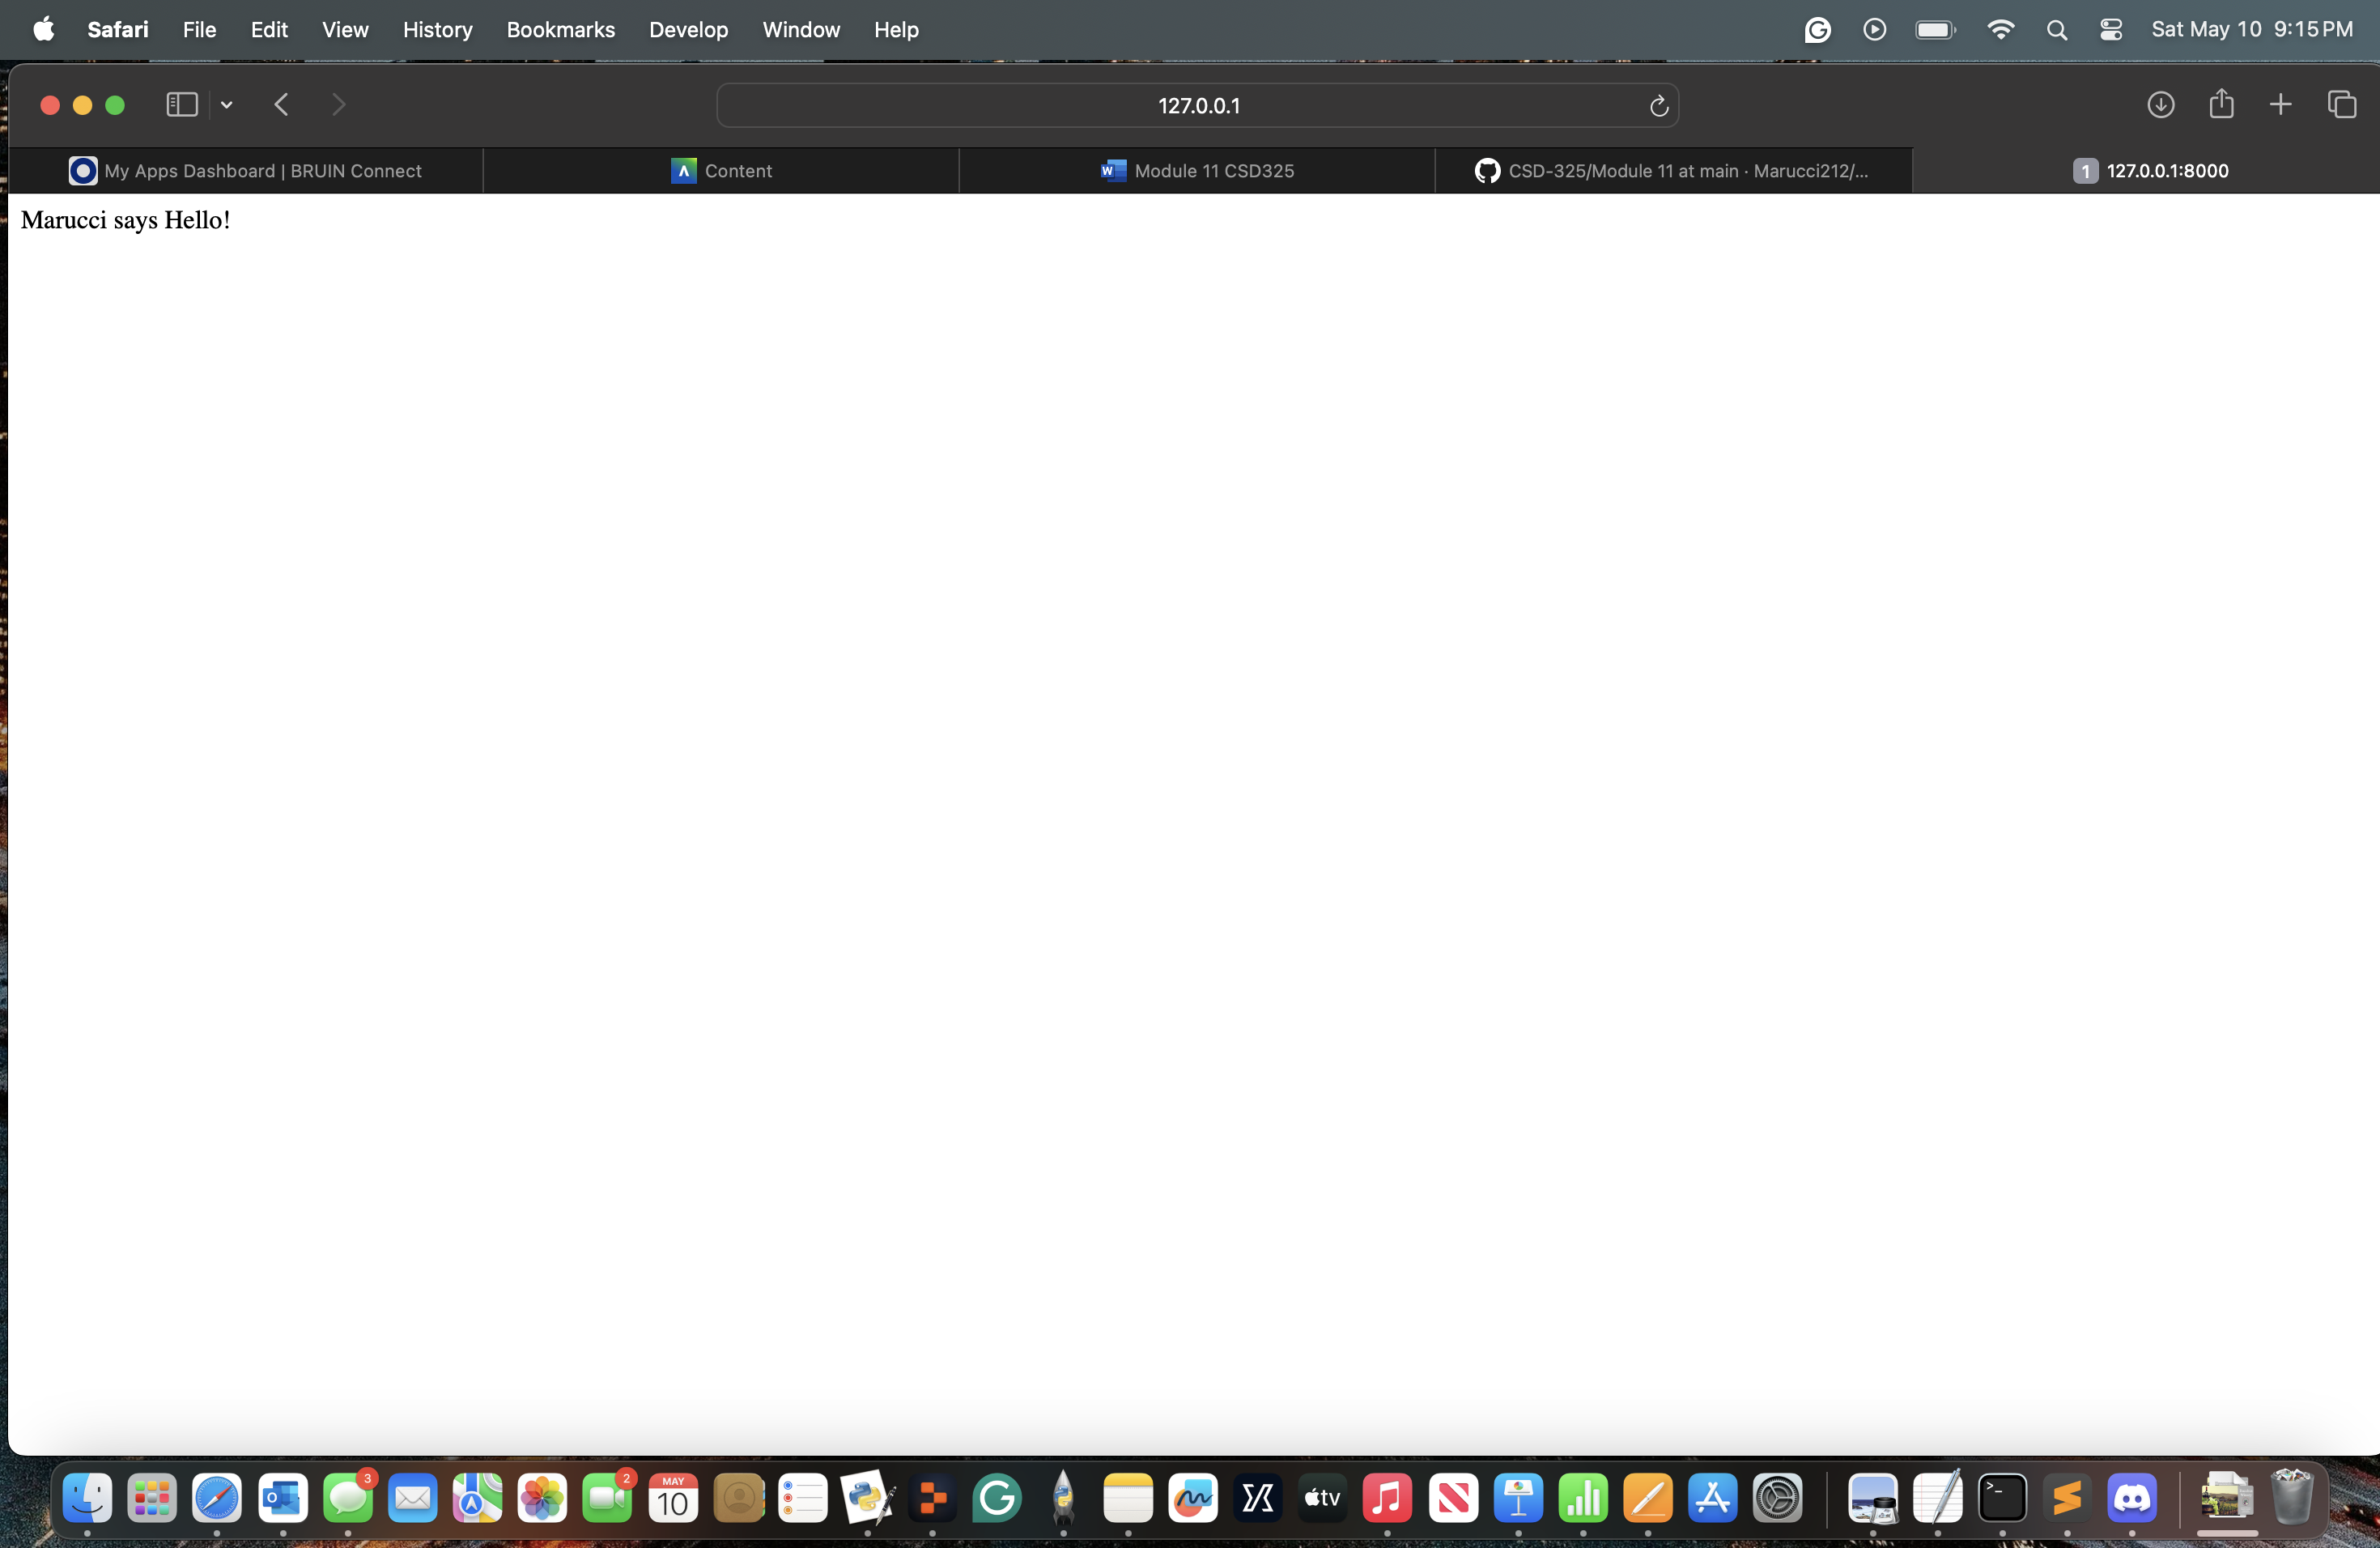 Safari File Edit View History Bookmarks Develop Window Help Sat May 10 9:15 PM
127.0.0.1
My Apps Dashboard | BRUIN Connect Content Module 11 CSD325 CSD-325/Module 11 at main · Marucci212/... 1 127.0.0.1:8000
Marucci says Hello!
3 2 MAY
10 tv